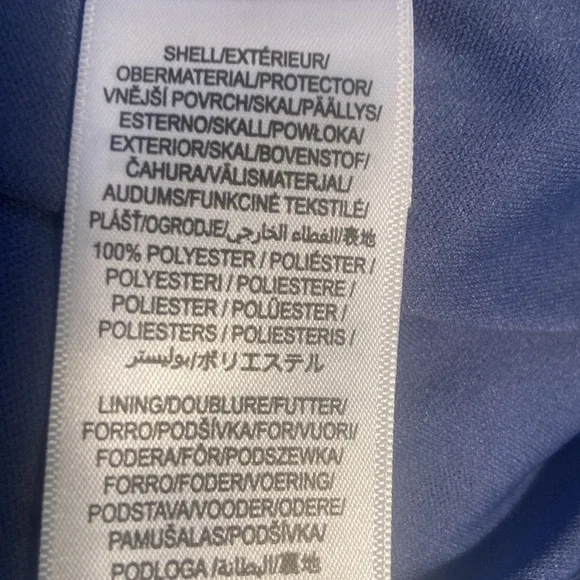 SHELL/EXTÉRIEUR/
OBERMATERIAL/PROTECTOR/
VNĚJŠÍ POVRCH/SKAL/PÄÄLLYS/
ESTERNO/SKALL/POWŁOKA/
EXTERIOR/SKAL/BOVENSTOF/
ČAHURA/VÄLISMATERJAL/
AUDUMS/FUNKCINĖ TEKSTILĖ/
PLÁŠŤ/OGRODJE/الغطاء الخارجي/表地
100% POLYESTER / POLIÉSTER /
POLYESTERI / POLIESTERE /
POLIESTER / POLÜESTER /
POLIESTERS / POLIESTERIS /
بوليستر/ポリエステル
LINING/DOUBLURE/FUTTER/
FORRO/PODŠÍVKA/FOR/VUORI/
FODERA/FÔR/PODSZEWKA/
FORRO/FODER/VOERING/
PODSTAVA/VOODER/ODERE/
PAMUŠALAS/PODŠÍVKA/
PODLOGA /البطانة/裏地